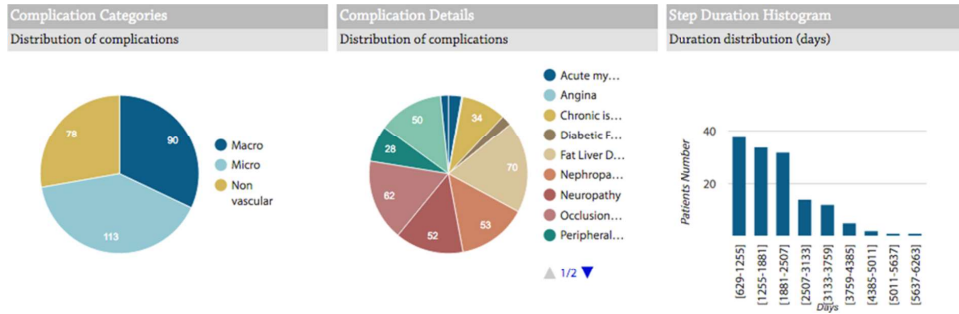 Complication Categories
Distribution of complications
78
90
113
Macro
Micro
Non
vascular
Complication Details
Distribution of complications
50
34
28
70
62
52
53
Acute my...
Angina
Chronic is...
Diabetic F...
Fat Liver D...
Nephropa...
Neuropathy
Occlusion...
Peripheral...
1/2
Step Duration Histogram
Duration distribution (days)
Patients Number
40
20
[629-1255]
[1255-1881]
[1881-2507]
[2507-3133]
[3133-3759]
[3759-4385]
[4385-5011]
[5011-5637]
[5637-6263]
Days